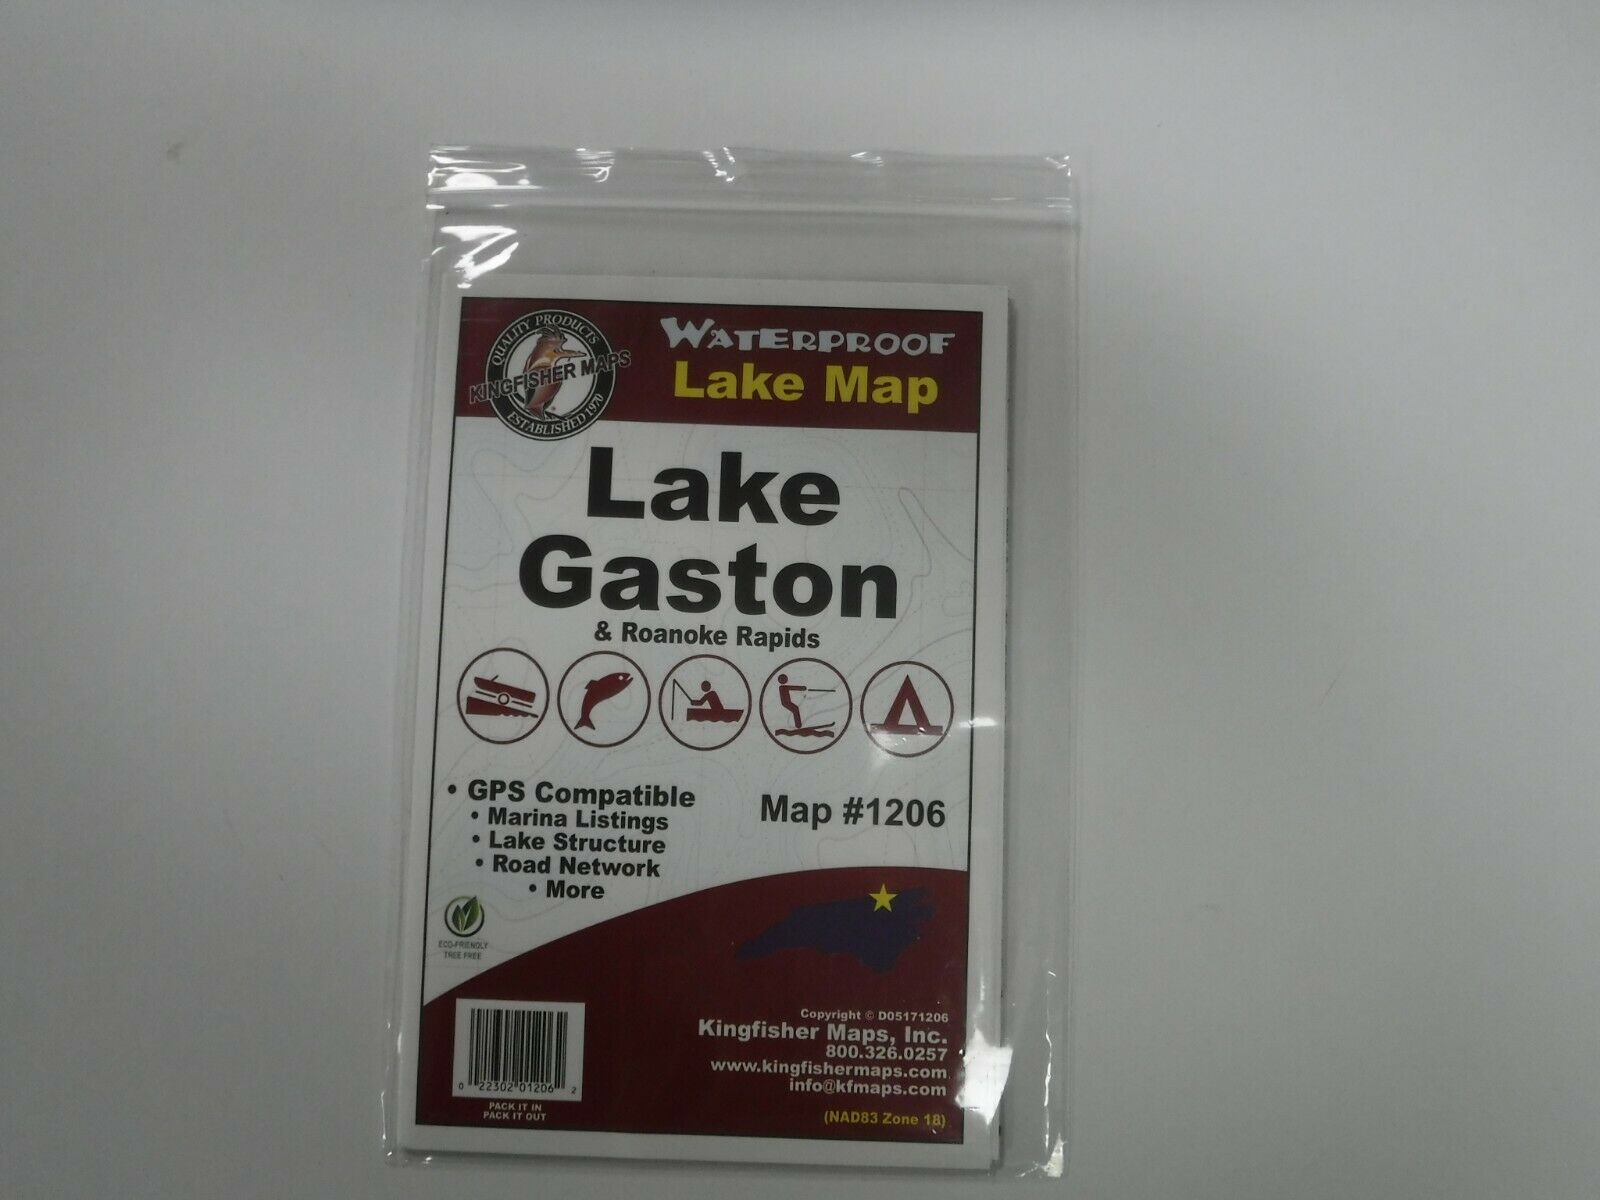 QUALITY PRODUCTS
KINGFISHER MAPS
ESTABLISHED 1970
WATERPROOF
Lake Map
Lake
Gaston
& Roanoke Rapids
• GPS Compatible
• Marina Listings
• Lake Structure
• Road Network
• More
Map #1206
ECO-FRIENDLY
TREE FREE
Copyright © D05171206
Kingfisher Maps, Inc.
800.326.0257
www.kingfishermaps.com
info@kfmaps.com
(NAD83 Zone 18)
0 22302 01206 2
PACK IT IN
PACK IT OUT